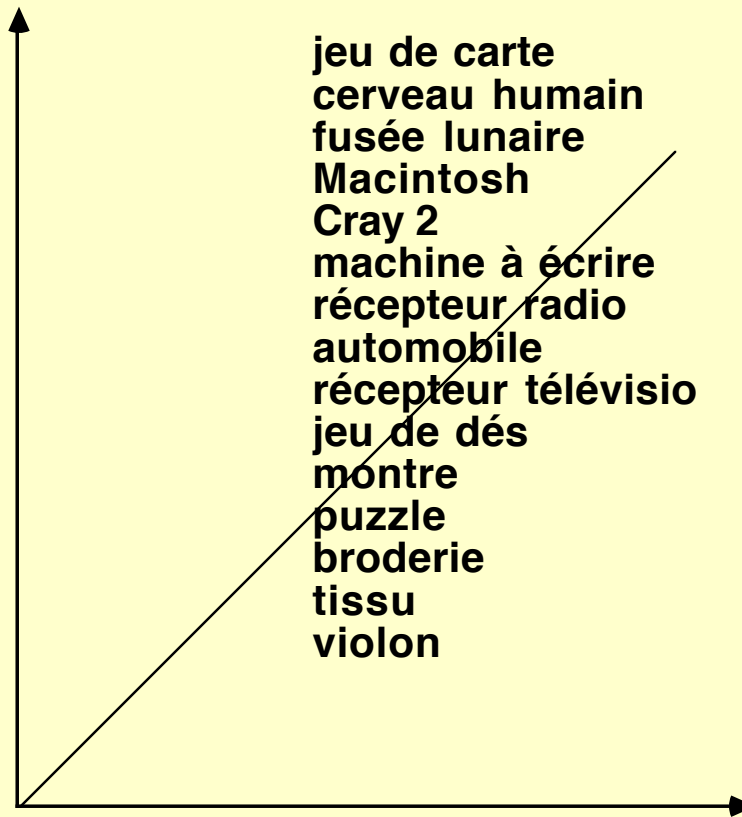 jeu de carte
cerveau humain
fusée lunaire
Macintosh
Cray 2
machine à écrire
récepteur radio
automobile
récepteur télévisio
jeu de dés
montre
puzzle
broderie
tissu
violon